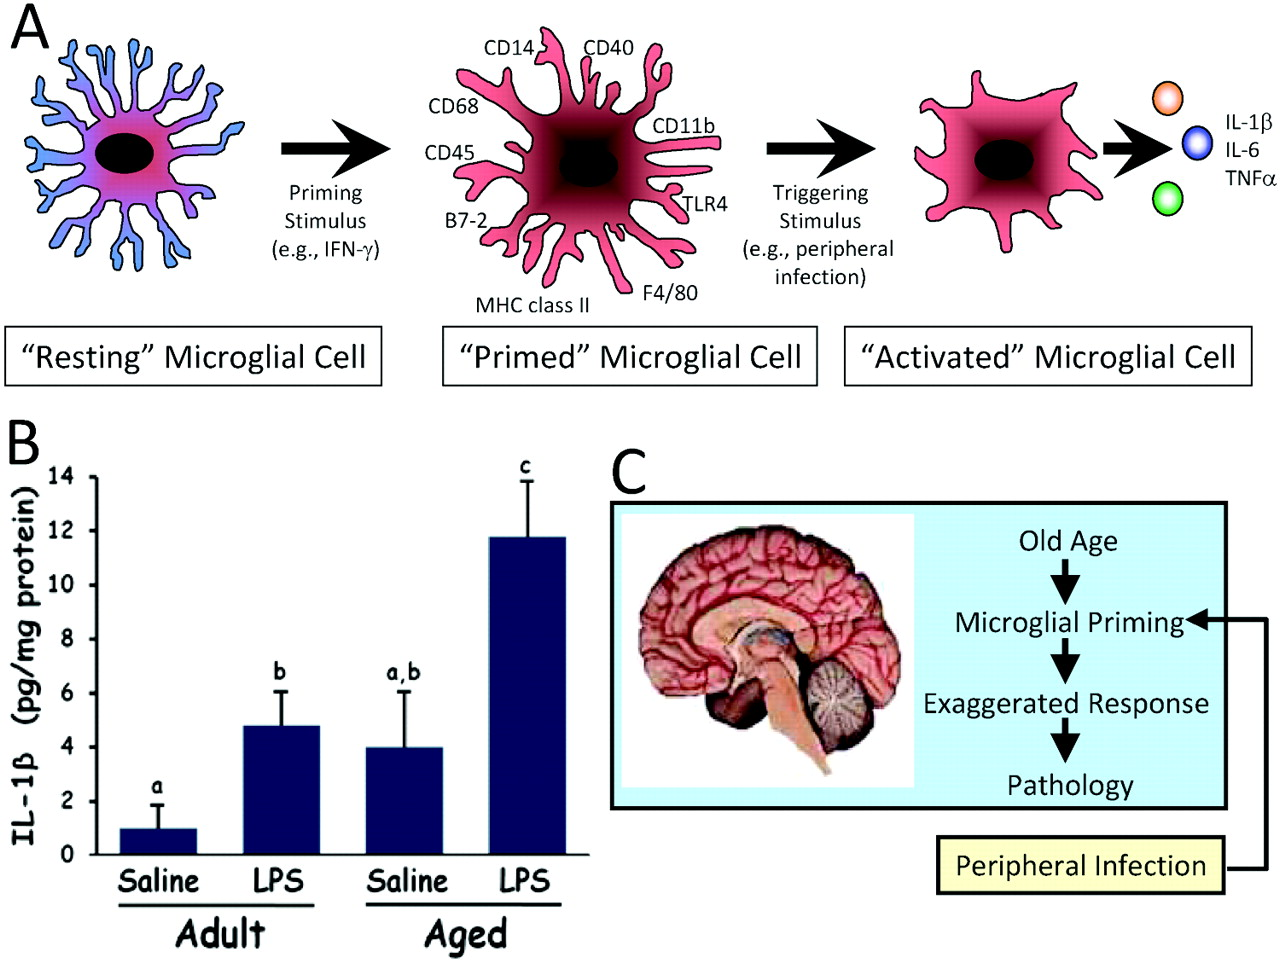 A
CD14
CD40
CD68
CD11b
CD45
TLR4
B7-2
F4/80
MHC class II
Priming
Stimulus
(e.g., IFN-γ)
Triggering
Stimulus
(e.g., peripheral
infection)
IL-1β
IL-6
TNFα
“Resting” Microglial Cell
“Primed” Microglial Cell
“Activated” Microglial Cell
B
IL-1β (pg/mg protein)
14
12
10
8
6
4
2
0
a
b
a,b
c
Saline
LPS
Saline
LPS
Adult
Aged
C
Old Age
Microglial Priming
Exaggerated Response
Pathology
Peripheral Infection